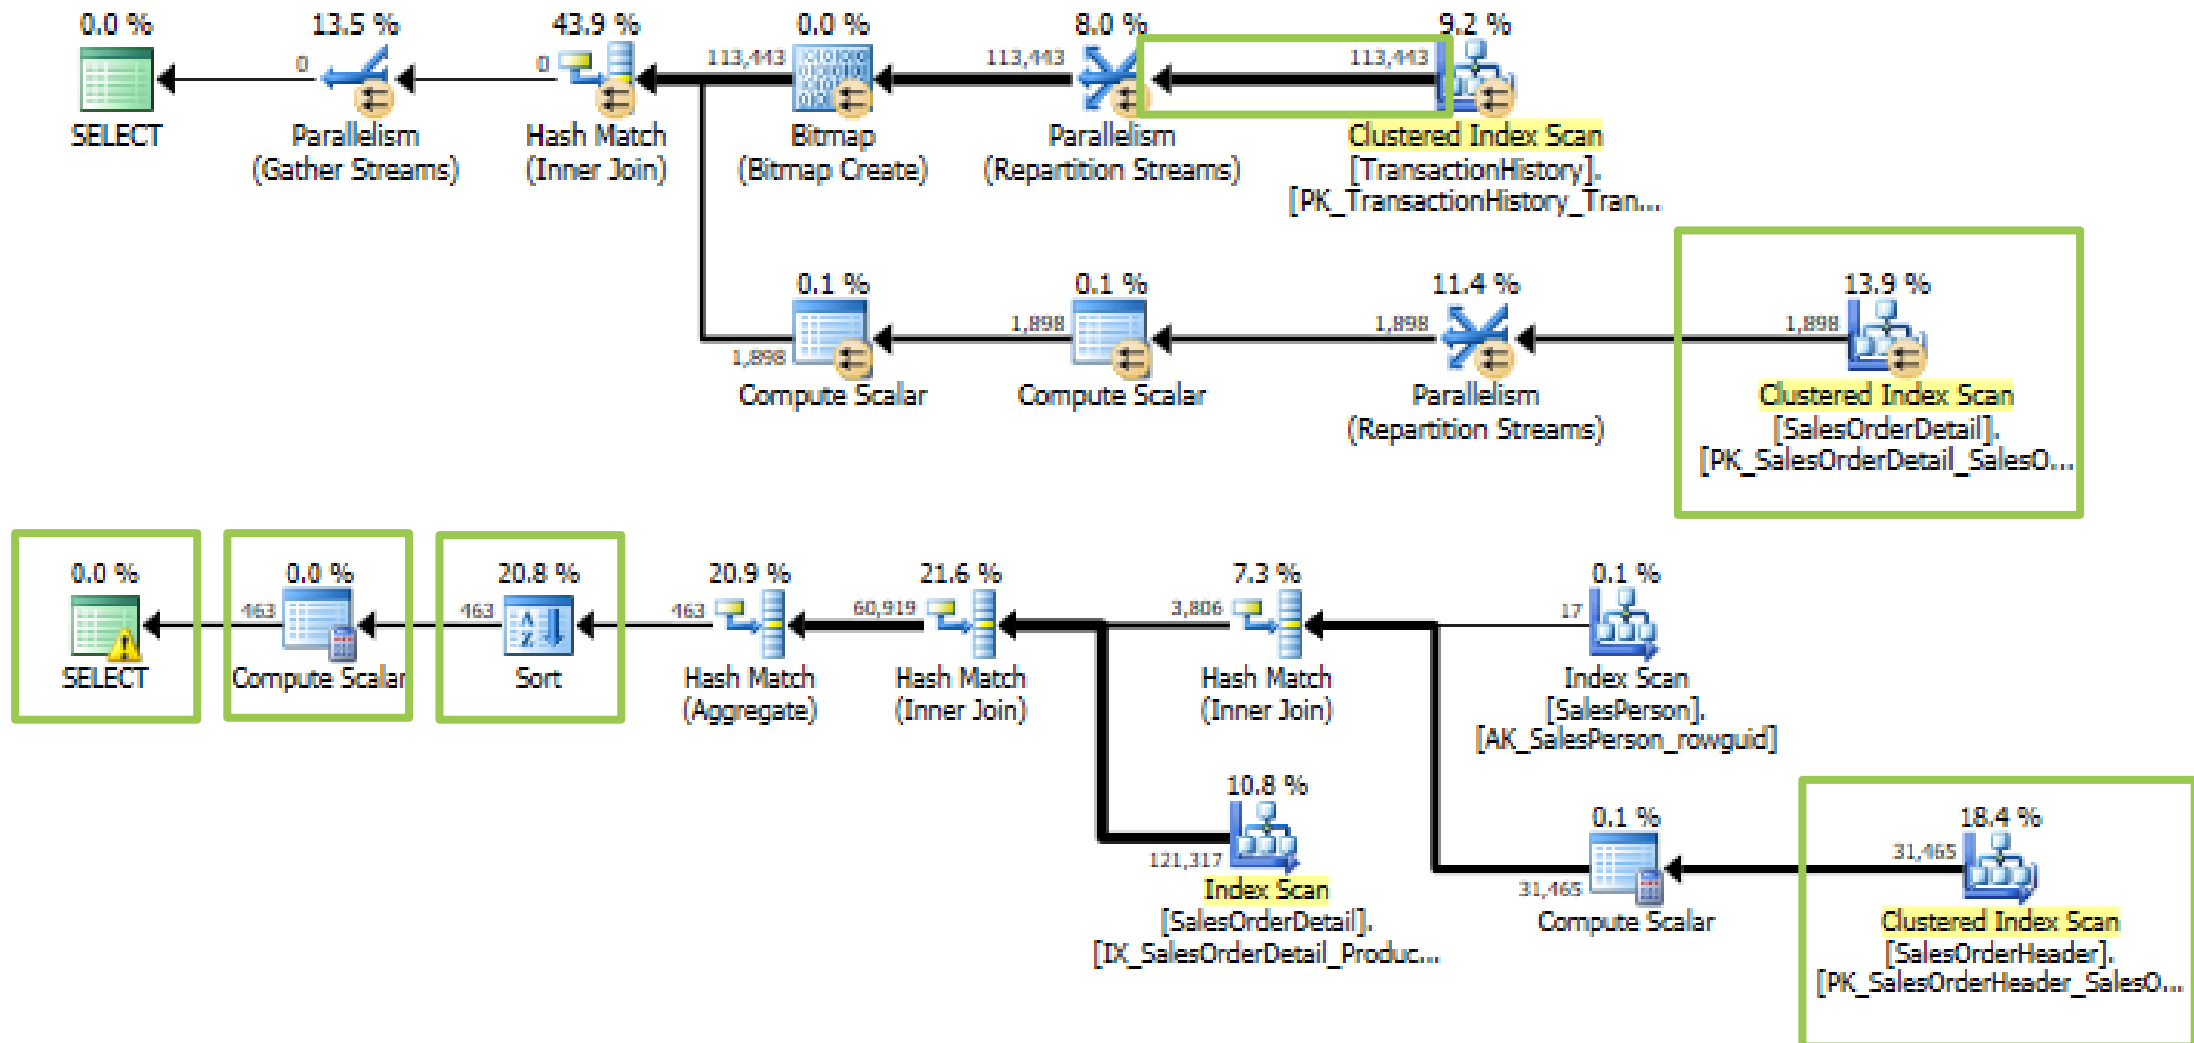 0.0 %
13.5 %
43.9 %
0.0 %
8.0 %
9.2 %
0
0
113,443
113,443
113,443
SELECT
Parallelism
(Gather Streams)
Hash Match
(Inner Join)
Bitmap
(Bitmap Create)
Parallelism
(Repartition Streams)
Clustered Index Scan
[TransactionHistory].
[PK_TransactionHistory_Tran...
0.1 %
0.1 %
11.4 %
13.9 %
1,898
1,898
1,898
1,898
Compute Scalar
Compute Scalar
Parallelism
(Repartition Streams)
Clustered Index Scan
[SalesOrderDetail].
[PK_SalesOrderDetail_SalesO...
0.0 %
0.0 %
20.8 %
20.9 %
21.6 %
7.3 %
0.1 %
463
463
463
60,919
3,806
17
SELECT
Compute Scalar
Sort
A
Z
Hash Match
(Aggregate)
Hash Match
(Inner Join)
Hash Match
(Inner Join)
Index Scan
[SalesPerson].
[AK_SalesPerson_rowguid]
10.8 %
0.1 %
18.4 %
121,317
31,465
31,465
Index Scan
[SalesOrderDetail].
[IX_SalesOrderDetail_Produc...
Compute Scalar
Clustered Index Scan
[SalesOrderHeader].
[PK_SalesOrderHeader_SalesO...